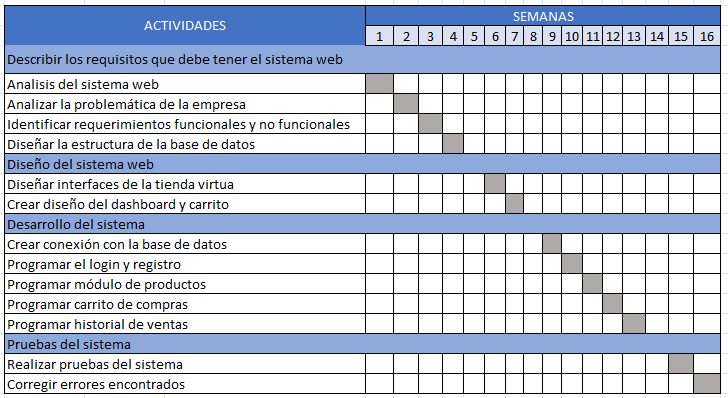 ACTIVIDADES
SEMANAS
1 2 3 4 5 6 7 8 9 10 11 12 13 14 15 16
Describir los requisitos que debe tener el sistema web
Analisis del sistema web
Analizar la problemática de la empresa
Identificar requerimientos funcionales y no funcionales
Diseñar la estructura de la base de datos
Diseño del sistema web
Diseñar interfaces de la tienda virtua
Crear diseño del dashboard y carrito
Desarrollo del sistema
Crear conexión con la base de datos
Programar el login y registro
Programar módulo de productos
Programar carrito de compras
Programar historial de ventas
Pruebas del sistema
Realizar pruebas del sistema
Corregir errores encontrados